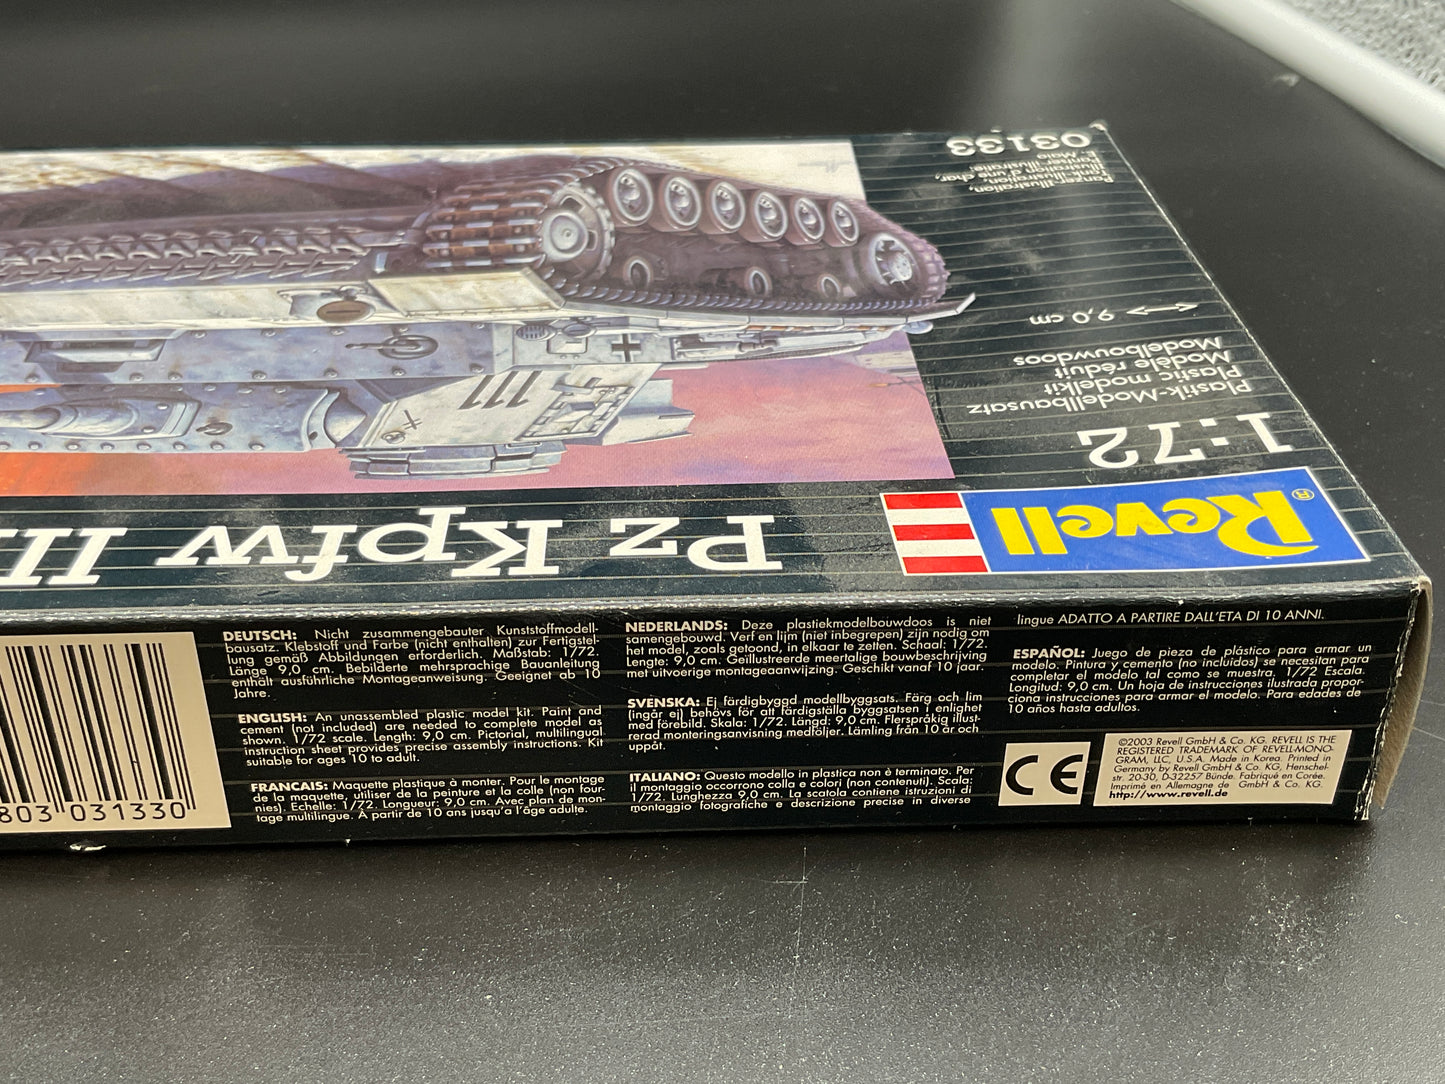 03133
9,0 cm
Plastik-Modellbausatz
Plastic modelkit
Modèle réduit
Modelbouwdoos
1:72
Revell®
Pz Kpfw III
DEUTSCH: Nicht zusammengebauter Kunststoffmodell-
bausatz. Klebstoff und Farbe (nicht enthalten) zur Fertigstel-
lung gemäß Abbildungen erforderlich. Maßstab: 1/72.
Länge 9,0 cm. Bebilderte mehrsprachige Bauanleitung
enthält ausführliche Montageanweisung. Geeignet ab 10
Jahre.
ENGLISH: An unassembled plastic model kit. Paint and
cement (not included) are needed to complete model as
shown. 1/72 scale. Length: 9,0 cm. Pictorial, multilingual
instruction sheet provides precise assembly instructions. Kit
suitable for ages 10 to adult.
FRANCAIS: Maquette plastique à monter. Pour le montage
de la maquette, utiliser de la peinture et la colle (non four-
nies). Echelle: 1/72. Longueur: 9,0 cm. Avec plan de mon-
tage multilingue. A partir de 10 ans jusqu'a l'âge adulte.
NEDERLANDS: Deze plastiekmodelbouwdoos is niet
samengebouwd. Verf en lijm (niet inbegrepen) zijn nodig om
het model, zoals getoond, in elkaar te zetten. Schaal: 1/72.
Lengte: 9,0 cm. Geïllustreerde meertalige bouwbeschrijving
met uitvoerige montageaanwijzing. Geschikt vanaf 10 jaar.
SVENSKA: Ej färdigbyggd modellbyggsats. Färg och lim
(ingår ej) behövs för att färdigställa byggsatsen i enlighet
med förebild. Skala: 1/72. Längd: 9,0 cm. Flerspråkig illust-
rerad monteringsanvisning medföljer. Lämling från 10 år och
uppåt.
ITALIANO: Questo modello in plastica non è terminato. Per
il montaggio occorrono colla e colori (non contenuti). Scala:
1/72. Lunghezza 9,0 cm. La scatola contiene istruzioni di
montaggio fotografiche e descrizione precise in diverse
lingue ADATTO A PARTIRE DALL'ETA DI 10 ANNI.
ESPAÑOL: Juego de pieza de plástico para armar un
modelo. Pintura y cemento (no incluidos) se necesitan para
completar el modelo tal como se muestra. 1/72 Escala.
Longitud: 9,0 cm. Un hoja de instrucciones ilustrada propor-
ciona instrucciones para armar el modelo. Para edades de
10 años hasta adultos.
CE
©2003 Revell GmbH & Co. KG. REVELL IS THE
REGISTERED TRADEMARK OF REVELL-MONO-
GRAM, LLC, U.S.A. Made in Korea. Printed in
Germany by Revell GmbH & Co. KG, Henschel-
str. 20-30, D-32257 Bünde. Fabriqué en Corée.
Imprimé en Allemagne de GmbH & Co. KG.
http://www.revell.de
803 031330